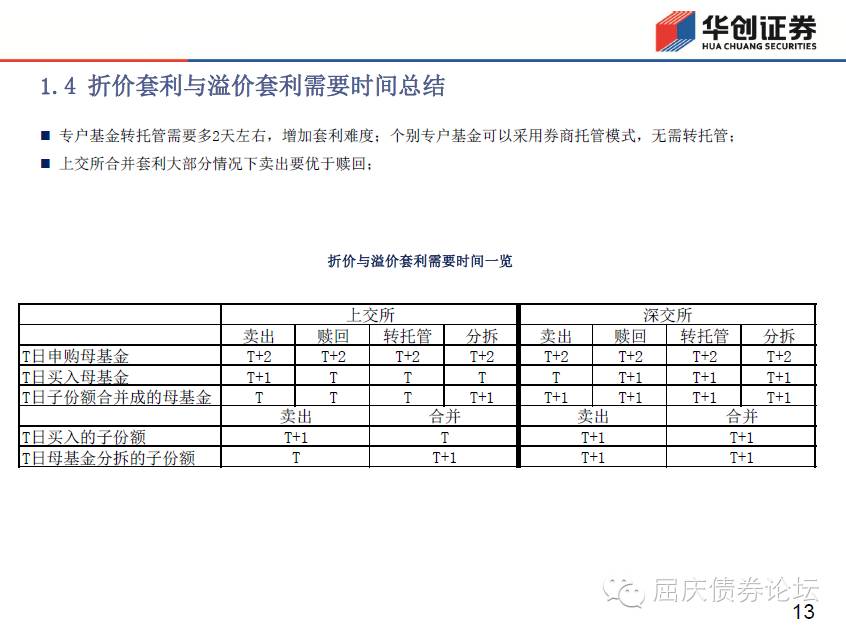 华创证券
HUA CHUANG SECURITIES
1.4 折价套利与溢价套利需要时间总结
■ 专户基金转托管需要多2天左右，增加套利难度；个别专户基金可以采用券商托管模式，无需转托管；
■ 上交所合并套利大部分情况下卖出要优于赎回；
折价与溢价套利需要时间一览
上交所 深交所
卖出 赎回 转托管 分拆 卖出 赎回 转托管 分拆
T日申购母基金 T+2 T+2 T+2 T+2 T+2 T+2 T+2 T+2
T日买入母基金 T+1 T T T T T+1 T+1 T+1
T日子份额合并成的母基金 T T T T+1 T+1 T+1 T+1 T+1
卖出 合并 卖出 合并
T日买入的子份额 T+1 T T+1 T+1
T日母基金分拆的子份额 T T+1 T+1 T+1
屈庆债券论坛
13